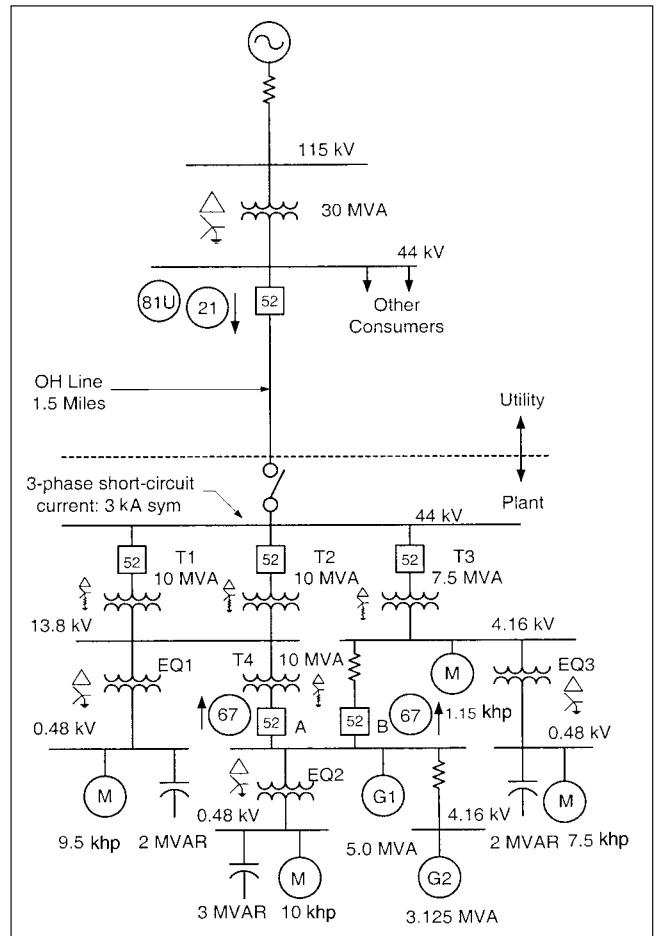 115 kV
30 MVA
44 kV
81U 21 52
Other
Consumers
OH Line
1.5 Miles
Utility
3-phase short-circuit
current: 3 kA sym
Plant
44 kV
52 T1 52 T2 52 T3
10 MVA 10 MVA 7.5 MVA
13.8 kV 4.16 kV
EQ1 T4 10 MVA M EQ3
67 52 A 52 B 67 1.15 khp
0.48 kV 0.48 kV
EQ2
M G1
0.48 kV 4.16 kV M
9.5 khp 2 MVAR 5.0 MVA 2 MVAR 7.5 khp
M G2
3 MVAR 10 khp 3.125 MVA